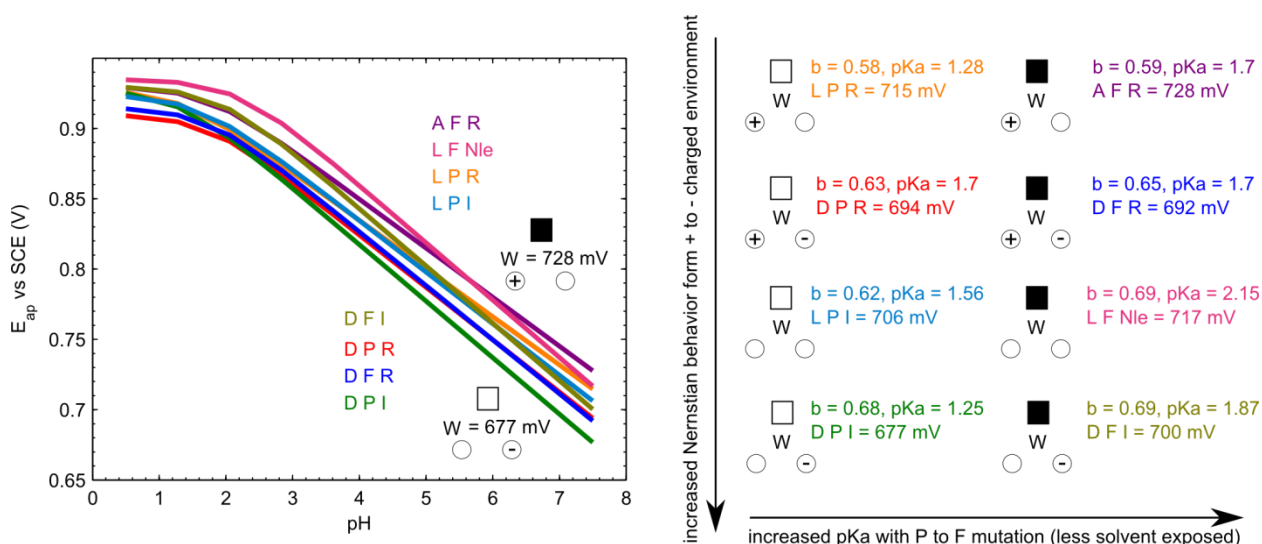 0.9
0.85
0.8
0.75
0.7
0.65
0 1 2 3 4 5 6 7 8
E_ap vs SCE (V)
pH
A F R
L F Nle
L P R
L P I
W = 728 mV
+
D F I
D P R
D F R
D P I
W = 677 mV
-
increased Nernstian behavior form + to - charged environment
W
+
b = 0.58, pKa = 1.28
L P R = 715 mV
W
+
b = 0.59, pKa = 1.7
A F R = 728 mV
W
+ -
b = 0.63, pKa = 1.7
D P R = 694 mV
W
+ -
b = 0.65, pKa = 1.7
D F R = 692 mV
W
b = 0.62, pKa = 1.56
L P I = 706 mV
W
b = 0.69, pKa = 2.15
L F Nle = 717 mV
W
-
b = 0.68, pKa = 1.25
D P I = 677 mV
W
-
b = 0.69, pKa = 1.87
D F I = 700 mV
increased pKa with P to F mutation (less solvent exposed)